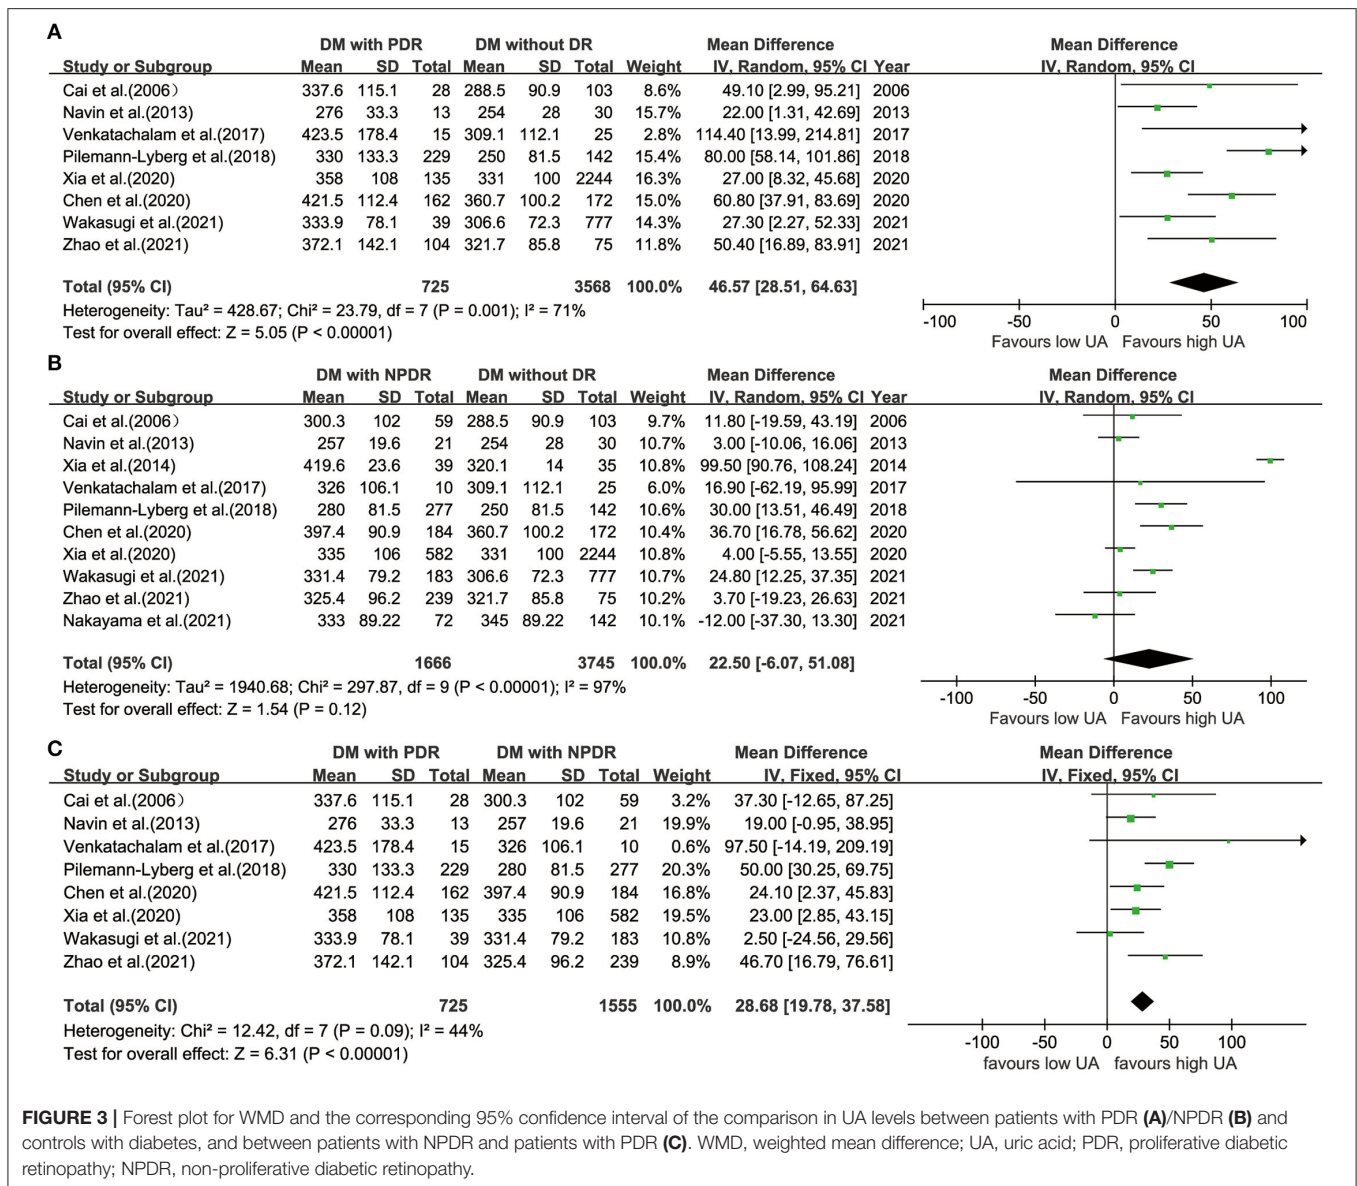 A
DM with PDR DM without DR Mean Difference Mean Difference
Study or Subgroup Mean SD Total Mean SD Total Weight IV, Random, 95% CI Year IV, Random, 95% CI
Cai et al.(2006） 337.6 115.1 28 288.5 90.9 103 8.6% 49.10 [2.99, 95.21] 2006
Navin et al.(2013) 276 33.3 13 254 28 30 15.7% 22.00 [1.31, 42.69] 2013
Venkatachalam et al.(2017) 423.5 178.4 15 309.1 112.1 25 2.8% 114.40 [13.99, 214.81] 2017
Pilemann-Lyberg et al.(2018) 330 133.3 229 250 81.5 142 15.4% 80.00 [58.14, 101.86] 2018
Xia et al.(2020) 358 108 135 331 100 2244 16.3% 27.00 [8.32, 45.68] 2020
Chen et al.(2020) 421.5 112.4 162 360.7 100.2 172 15.0% 60.80 [37.91, 83.69] 2020
Wakasugi et al.(2021) 333.9 78.1 39 306.6 72.3 777 14.3% 27.30 [2.27, 52.33] 2021
Zhao et al.(2021) 372.1 142.1 104 321.7 85.8 75 11.8% 50.40 [16.89, 83.91] 2021
Total (95% CI) 725 3568 100.0% 46.57 [28.51, 64.63]
Heterogeneity: Tau² = 428.67; Chi² = 23.79, df = 7 (P = 0.001); I² = 71%
Test for overall effect: Z = 5.05 (P < 0.00001)
-100 -50 0 50 100
Favours low UA Favours high UA
B
DM with NPDR DM without DR Mean Difference Mean Difference
Study or Subgroup Mean SD Total Mean SD Total Weight IV, Random, 95% CI Year IV, Random, 95% CI
Cai et al.(2006） 300.3 102 59 288.5 90.9 103 9.7% 11.80 [-19.59, 43.19] 2006
Navin et al.(2013) 257 19.6 21 254 28 30 10.7% 3.00 [-10.06, 16.06] 2013
Xia et al.(2014) 419.6 23.6 39 320.1 14 35 10.8% 99.50 [90.76, 108.24] 2014
Venkatachalam et al.(2017) 326 106.1 10 309.1 112.1 25 6.0% 16.90 [-62.19, 95.99] 2017
Pilemann-Lyberg et al.(2018) 280 81.5 277 250 81.5 142 10.6% 30.00 [13.51, 46.49] 2018
Chen et al.(2020) 397.4 90.9 184 360.7 100.2 172 10.4% 36.70 [16.78, 56.62] 2020
Xia et al.(2020) 335 106 582 331 100 2244 10.8% 4.00 [-5.55, 13.55] 2020
Wakasugi et al.(2021) 331.4 79.2 183 306.6 72.3 777 10.7% 24.80 [12.25, 37.35] 2021
Zhao et al.(2021) 325.4 96.2 239 321.7 85.8 75 10.2% 3.70 [-19.23, 26.63] 2021
Nakayama et al.(2021) 333 89.22 72 345 89.22 142 10.1% -12.00 [-37.30, 13.30] 2021
Total (95% CI) 1666 3745 100.0% 22.50 [-6.07, 51.08]
Heterogeneity: Tau² = 1940.68; Chi² = 297.87, df = 9 (P < 0.00001); I² = 97%
Test for overall effect: Z = 1.54 (P = 0.12)
-100 -50 0 50 100
Favours low UA Favours high UA
C
DM with PDR DM with NPDR Mean Difference Mean Difference
Study or Subgroup Mean SD Total Mean SD Total Weight IV, Fixed, 95% CI IV, Fixed, 95% CI
Cai et al.(2006） 337.6 115.1 28 300.3 102 59 3.2% 37.30 [-12.65, 87.25]
Navin et al.(2013) 276 33.3 13 257 19.6 21 19.9% 19.00 [-0.95, 38.95]
Venkatachalam et al.(2017) 423.5 178.4 15 326 106.1 10 0.6% 97.50 [-14.19, 209.19]
Pilemann-Lyberg et al.(2018) 330 133.3 229 280 81.5 277 20.3% 50.00 [30.25, 69.75]
Chen et al.(2020) 421.5 112.4 162 397.4 90.9 184 16.8% 24.10 [2.37, 45.83]
Xia et al.(2020) 358 108 135 335 106 582 19.5% 23.00 [2.85, 43.15]
Wakasugi et al.(2021) 333.9 78.1 39 331.4 79.2 183 10.8% 2.50 [-24.56, 29.56]
Zhao et al.(2021) 372.1 142.1 104 325.4 96.2 239 8.9% 46.70 [16.79, 76.61]
Total (95% CI) 725 1555 100.0% 28.68 [19.78, 37.58]
Heterogeneity: Chi² = 12.42, df = 7 (P = 0.09); I² = 44%
Test for overall effect: Z = 6.31 (P < 0.00001)
-100 -50 0 50 100
favours low UA favours high UA
FIGURE 3 | Forest plot for WMD and the corresponding 95% confidence interval of the comparison in UA levels between patients with PDR (A)/NPDR (B) and
controls with diabetes, and between patients with NPDR and patients with PDR (C). WMD, weighted mean difference; UA, uric acid; PDR, proliferative diabetic
retinopathy; NPDR, non-proliferative diabetic retinopathy.